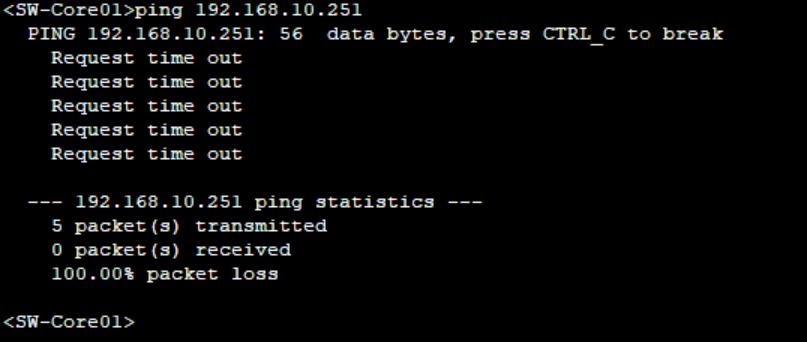 <SW-Core01>ping 192.168.10.251
PING 192.168.10.251: 56  data bytes, press CTRL_C to break
Request time out
Request time out
Request time out
Request time out
Request time out
--- 192.168.10.251 ping statistics ---
5 packet(s) transmitted
0 packet(s) received
100.00% packet loss
<SW-Core01>